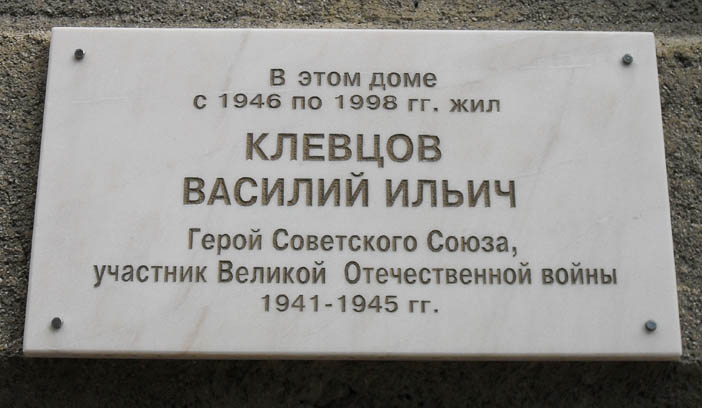 В этом доме
с 1946 по 1998 гг. жил
КЛЕВЦОВ
ВАСИЛИЙ ИЛЬИЧ
Герой Советского Союза,
участник Великой Отечественной войны
1941-1945 гг.